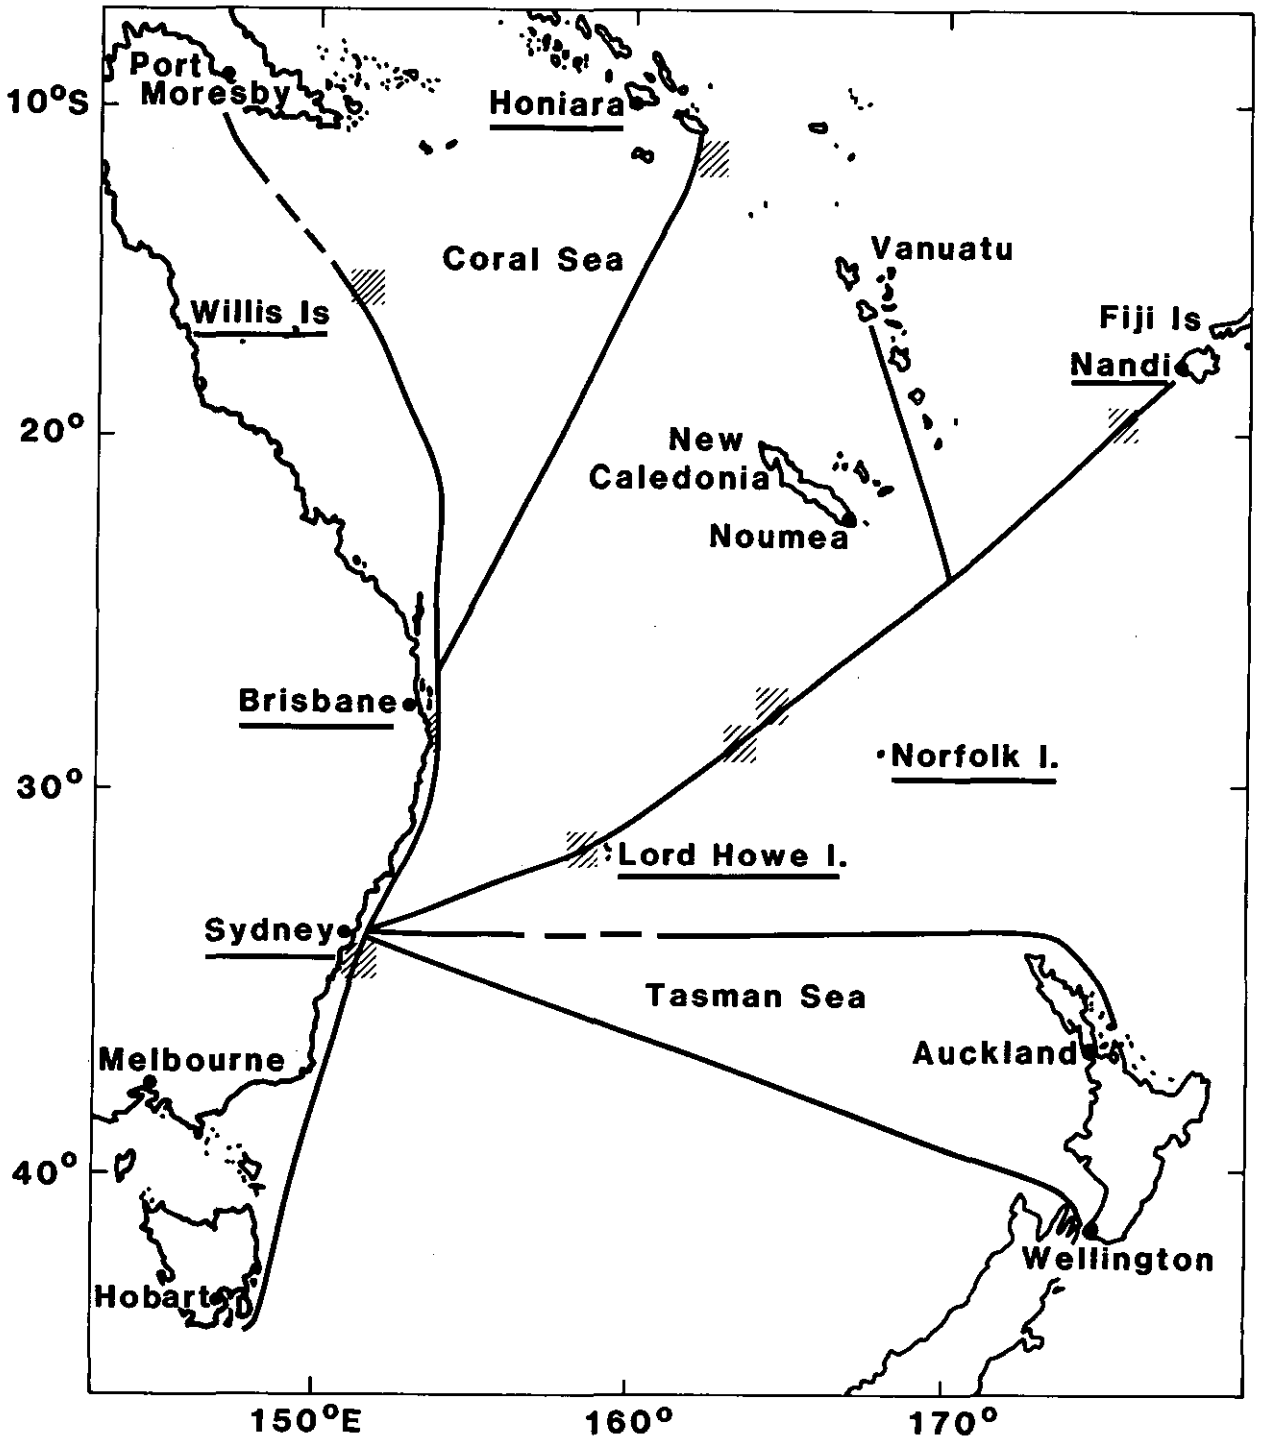 Port
Moresby
10°S
Honiara
Coral Sea
Vanuatu
Willis Is
Fiji Is
Nandi
20°
New
Caledonia
Noumea
Brisbane
Norfolk I.
30°
Lord Howe I.
Sydney
Tasman Sea
Auckland
Melbourne
40°
Wellington
Hobart
150°E
160°
170°